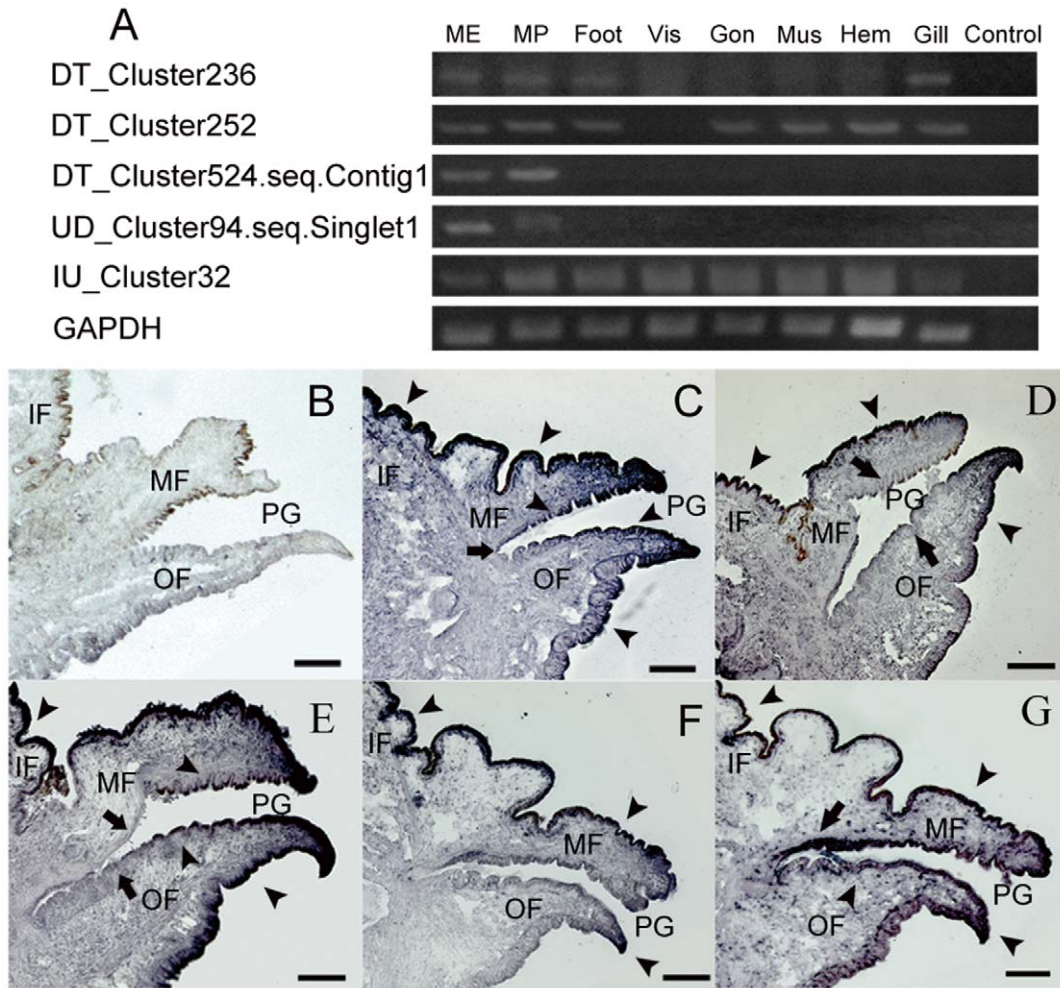 A
ME MP Foot Vis Gon Mus Hem Gill Control
DT_Cluster236
DT_Cluster252
DT_Cluster524.seq.Contig1
UD_Cluster94.seq.Singlet1
IU_Cluster32
GAPDH
B
IF
MF
PG
OF
C
IF
MF
PG
OF
D
IF
MF
PG
OF
E
IF
MF
PG
OF
F
IF
MF
PG
OF
G
IF
MF
PG
OF